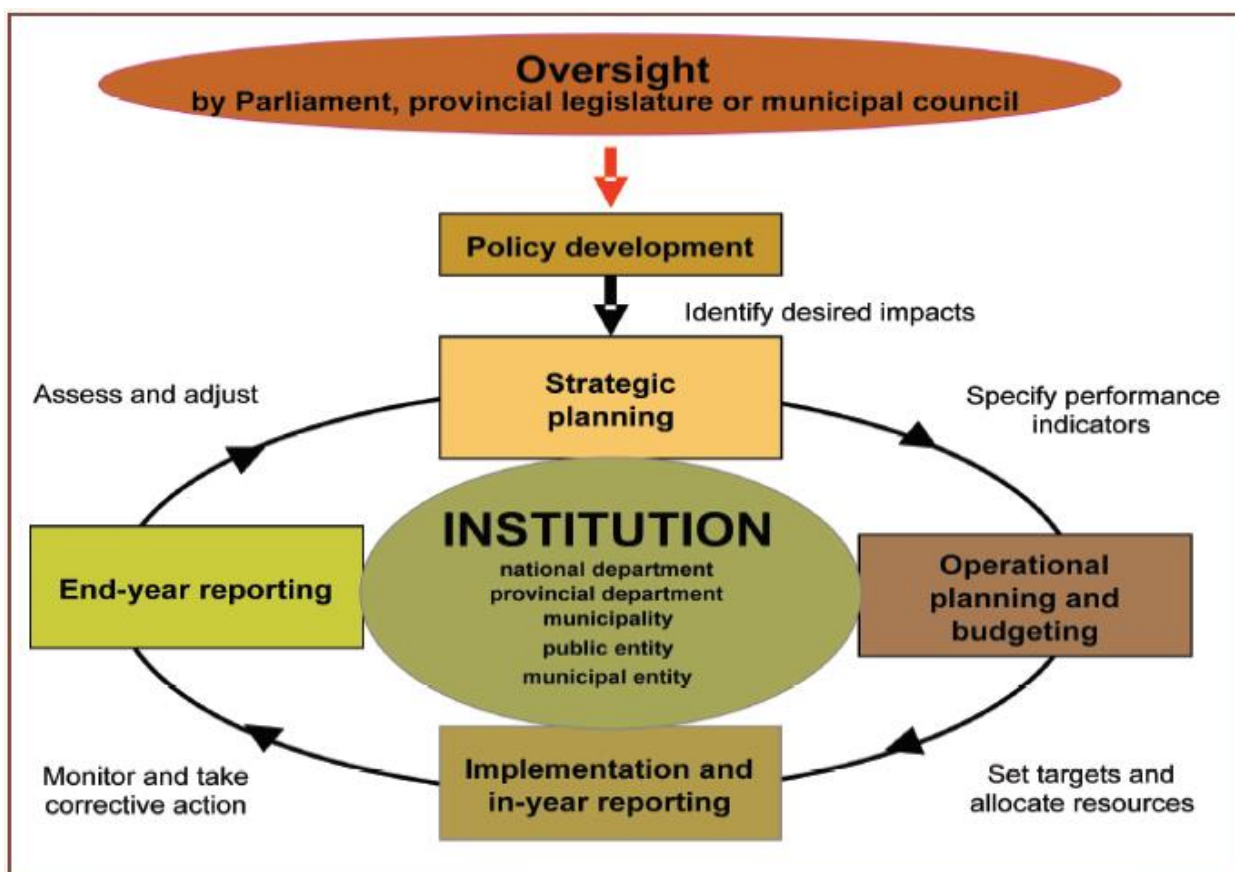 Oversight
by Parliament, provincial legislature or municipal council
Policy development
Identify desired impacts
Strategic
planning
Assess and adjust
Specify performance
indicators
INSTITUTION
national department
provincial department
municipality
public entity
municipal entity
End-year reporting
Operational
planning and
budgeting
Implementation and
in-year reporting
Monitor and take
corrective action
Set targets and
allocate resources